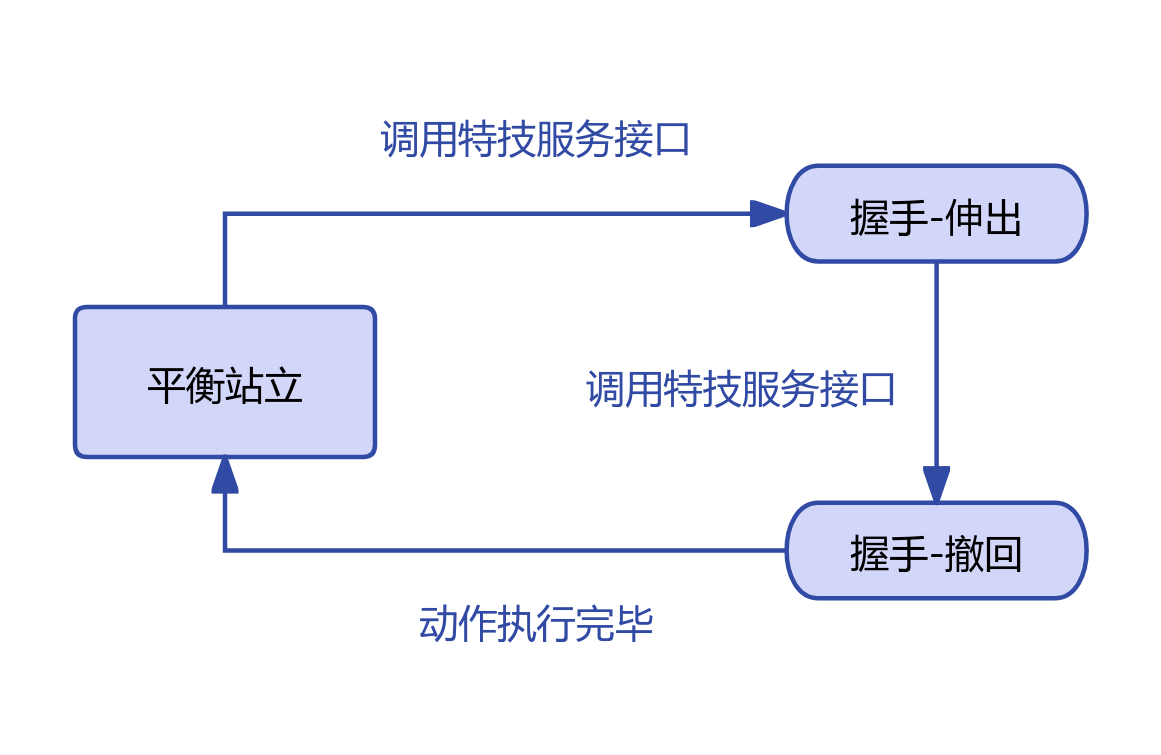 调用特技服务接口
握手-伸出
平衡站立
调用特技服务接口
握手-撤回
动作执行完毕